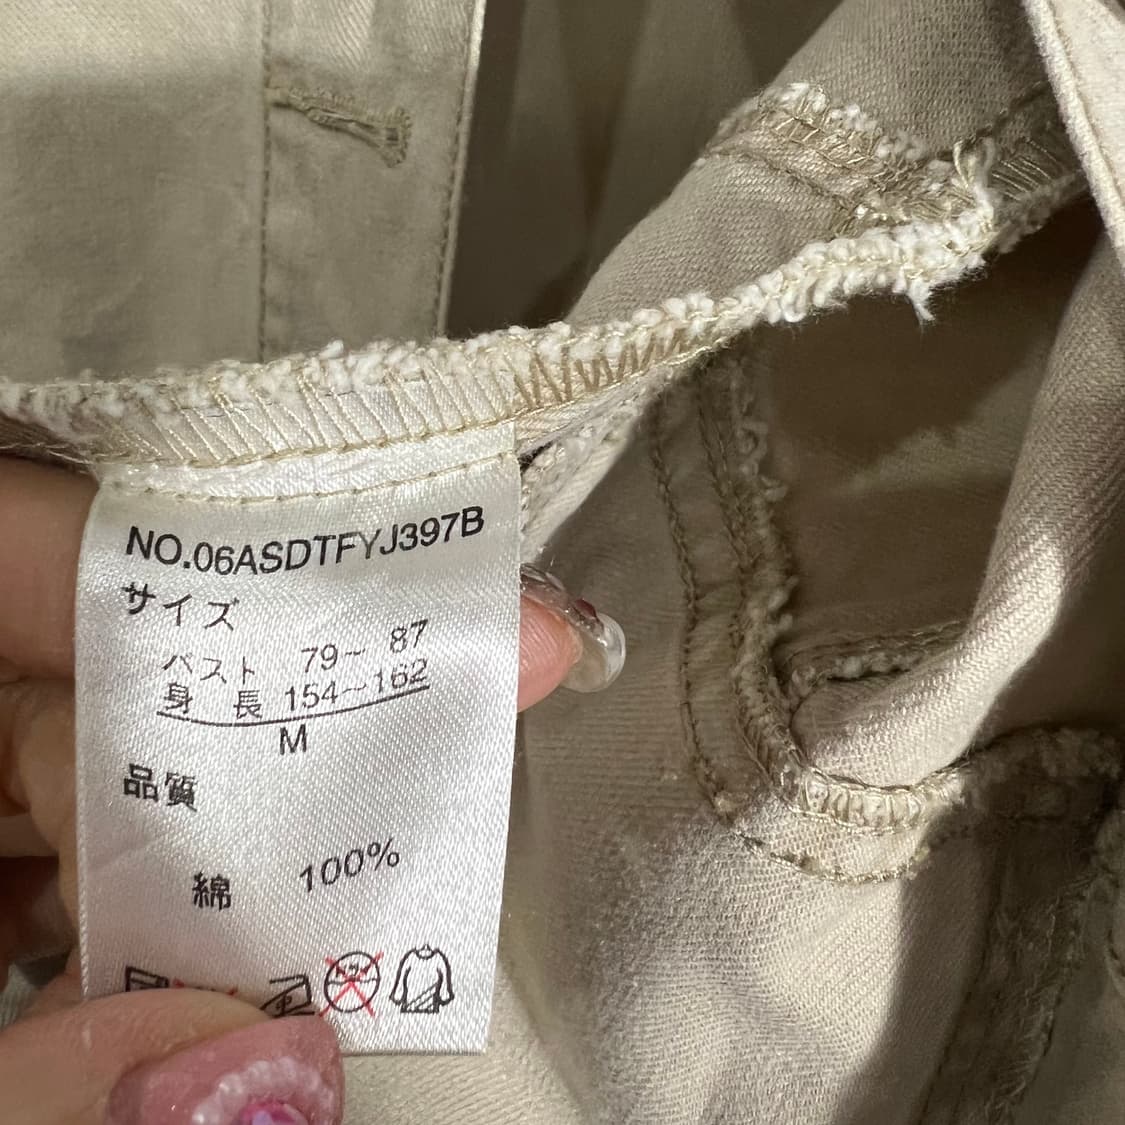 NO.06ASDTFYJ397B
サイズ
バスト 79~ 87
身 長 154~162
M
品質
綿 100%